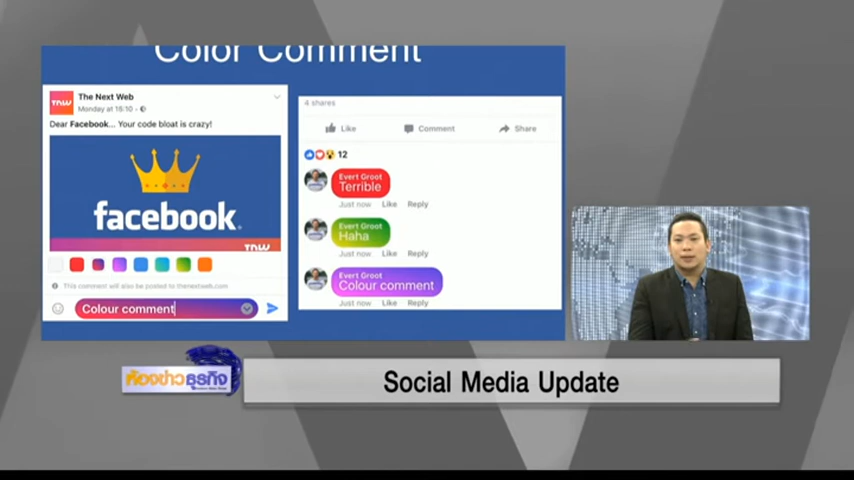 Color Comment
TNW
The Next Web
Monday at 16:10
Dear Facebook... Your code bloat is crazy!
facebook
TNW
This comment will also be posted to thenextweb.com
Colour comment
4 shares
Like
Comment
Share
12
Evert Groot
Terrible
Just now Like Reply
Evert Groot
Haha
Just now Like Reply
Evert Groot
Colour comment
Just now Like Reply
ห้องข่าวธุรกิจ
Social Media Update